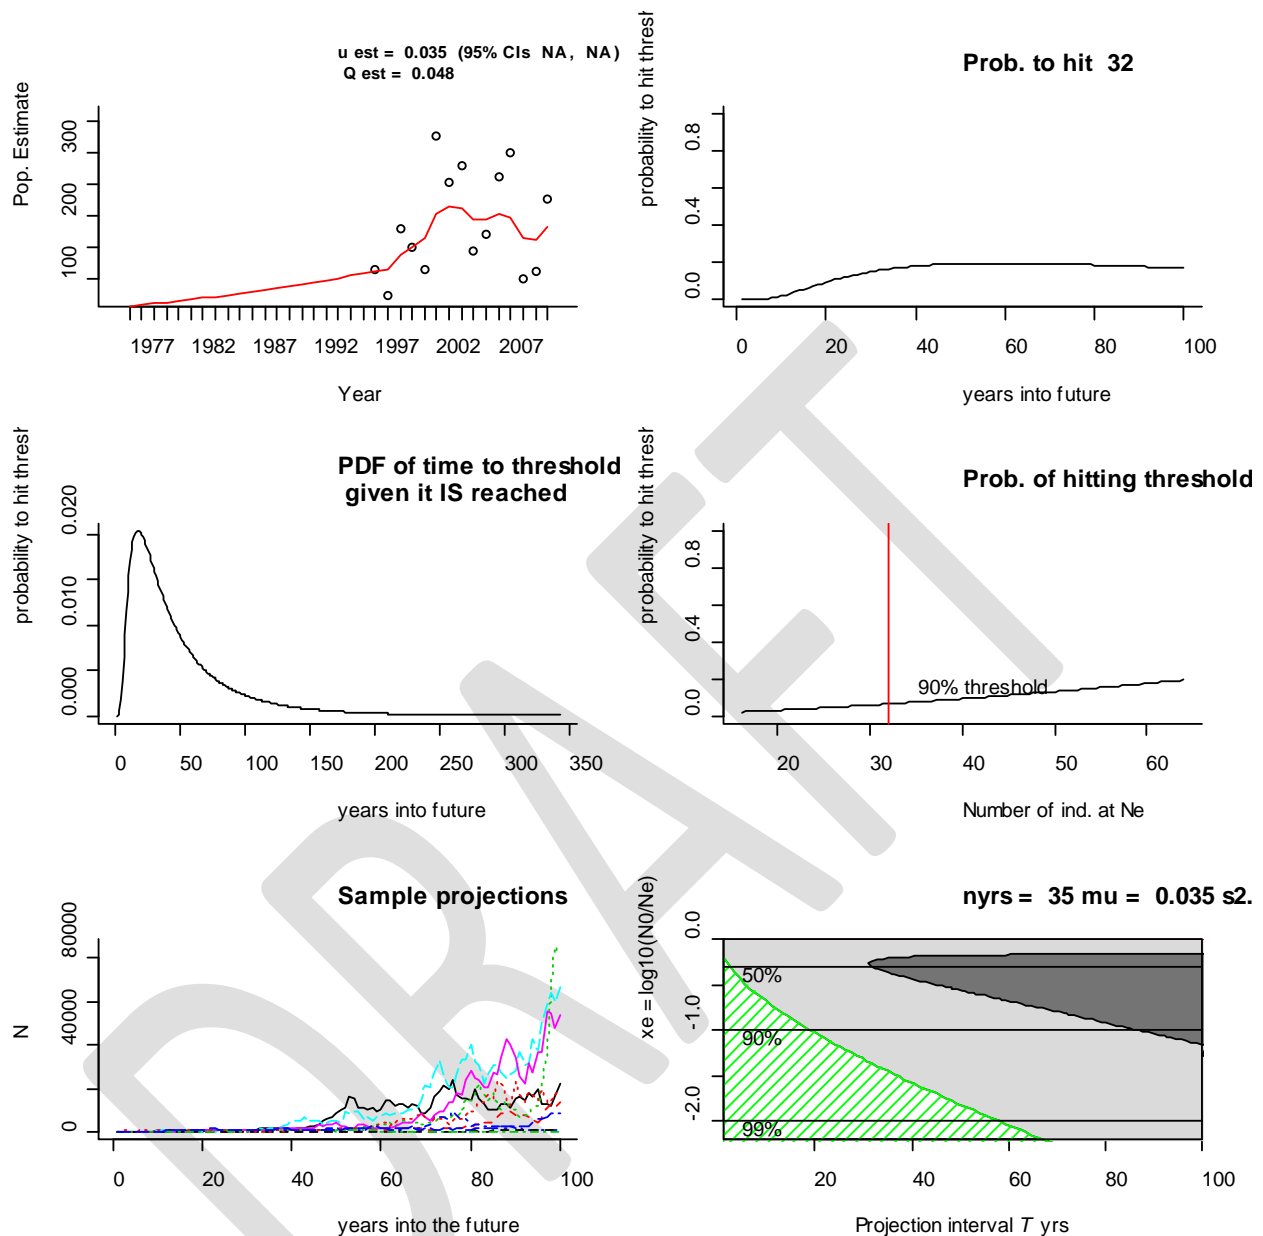 u est = 0.035 (95% CIs NA, NA)
Q est = 0.048
Pop. Estimate
100 200 300
1977 1982 1987 1992 1997 2002 2007
Year
Prob. to hit 32
probability to hit thresh
0.0 0.4 0.8
0 20 40 60 80 100
years into future
PDF of time to threshold
given it IS reached
probability to hit thresh
0.000 0.010 0.020
0 50 100 150 200 250 300 350
years into future
Prob. of hitting threshold
probability to hit thresh
0.0 0.4 0.8
90% threshold
20 30 40 50 60
Number of ind. at Ne
Sample projections
N
0 40000 80000
0 20 40 60 80 100
years into the future
nyrs = 35 mu = 0.035 s2.
xe = log10(N0/Ne)
-2.0 -1.0 0.0
50%
90%
99%
20 40 60 80 100
Projection interval T yrs
DRAFT